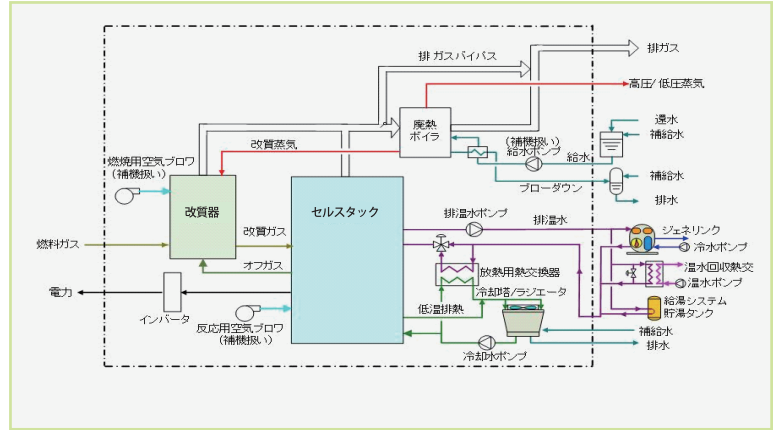 排ガスバイパス
排ガス
高圧/低圧蒸気
廃熱
ボイラ
還水
補給水
改質蒸気
(補機扱い)
給水ポンプ
給水
燃焼用空気ブロワ
(補機扱い)
補給水
ブローダウン
排水
改質器
セルスタック
排温水ポンプ
排温水
ジェネリンク
燃料ガス
改質ガス
冷水ポンプ
オフガス
放熱用熱交換器
温水回収熱交
温水ポンプ
電力
冷却塔/ラジエータ
給湯システム
貯湯タンク
インバータ
低温排熱
反応用空気ブロワ
(補機扱い)
補給水
冷却水ポンプ
排水